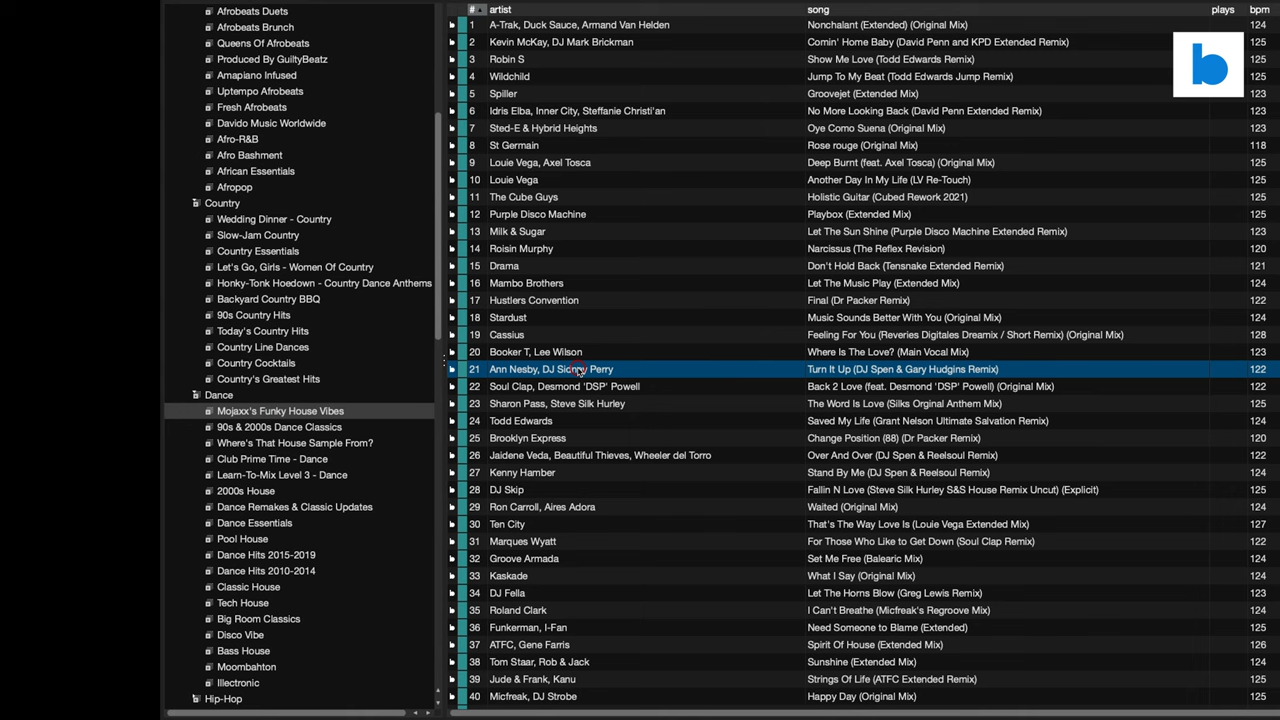 Afrobeats Duets
Afrobeats Brunch
Queens Of Afrobeats
Produced By GuiltyBeatz
Amapiano Infused
Uptempo Afrobeats
Fresh Afrobeats
Davido Music Worldwide
Afro-R&B
Afro Bashment
African Essentials
Afropop
Country
Wedding Dinner - Country
Slow-Jam Country
Country Essentials
Let's Go, Girls - Women Of Country
Honky-Tonk Hoedown - Country Dance Anthems
Backyard Country BBQ
90s Country Hits
Today's Country Hits
Country Line Dances
Country Cocktails
Country's Greatest Hits
Dance
Mojaxx's Funky House Vibes
90s & 2000s Dance Classics
Where's That House Sample From?
Club Prime Time - Dance
Learn-To-Mix Level 3 - Dance
2000s House
Dance Remakes & Classic Updates
Dance Essentials
Pool House
Dance Hits 2015-2019
Dance Hits 2010-2014
Classic House
Tech House
Big Room Classics
Disco Vibe
Bass House
Moombahton
Illectronic
Hip-Hop
# artist song plays bpm
1 A-Trak, Duck Sauce, Armand Van Helden Nonchalant (Extended) (Original Mix) 124
2 Kevin McKay, DJ Mark Brickman Comin' Home Baby (David Penn and KPD Extended Remix) 125
3 Robin S Show Me Love (Todd Edwards Remix) 125
4 Wildchild Jump To My Beat (Todd Edwards Jump Remix) 125
5 Spiller Groovejet (Extended Mix) 123
6 Idris Elba, Inner City, Steffanie Christi'an No More Looking Back (David Penn Extended Remix) 123
7 Sted-E & Hybrid Heights Oye Como Suena (Original Mix) 123
8 St Germain Rose rouge (Original Mix) 118
9 Louie Vega, Axel Tosca Deep Burnt (feat. Axel Tosca) (Original Mix) 125
10 Louie Vega Another Day In My Life (LV Re-Touch) 125
11 The Cube Guys Holistic Guitar (Cubed Rework 2021) 125
12 Purple Disco Machine Playbox (Extended Mix) 125
13 Milk & Sugar Let The Sun Shine (Purple Disco Machine Extended Remix) 123
14 Roisin Murphy Narcissus (The Reflex Revision) 120
15 Drama Don't Hold Back (Tensnake Extended Remix) 121
16 Mambo Brothers Let The Music Play (Extended Mix) 122
17 Hustlers Convention Final (Dr Packer Remix) 122
18 Stardust Music Sounds Better With You (Original Mix) 124
19 Cassius Feeling For You (Reveries Digitales Dreamix / Short Remix) (Original Mix) 128
20 Booker T, Lee Wilson Where Is The Love? (Main Vocal Mix) 123
21 Ann Nesby, DJ Sidney Perry Turn It Up (DJ Spen & Gary Hudgins Remix) 122
22 Soul Clap, Desmond 'DSP' Powell Back 2 Love (feat. Desmond 'DSP' Powell) (Original Mix) 122
23 Sharon Pass, Steve Silk Hurley The Word Is Love (Silks Orginal Anthem Mix) 125
24 Todd Edwards Saved My Life (Grant Nelson Ultimate Salvation Remix) 124
25 Brooklyn Express Change Position (88) (Dr Packer Remix) 120
26 Jaidene Veda, Beautiful Thieves, Wheeler del Torro Over And Over (DJ Spen & Reelsoul Remix) 122
27 Kenny Hamber Stand By Me (DJ Spen & Reelsoul Remix) 122
28 DJ Skip Fallin N Love (Steve Silk Hurley S&S House Remix Uncut) (Explicit) 125
29 Ron Carroll, Aires Adora Waited (Original Mix) 125
30 Ten City That's The Way Love Is (Louie Vega Extended Mix) 127
31 Marques Wyatt For Those Who Like to Get Down (Soul Clap Remix) 122
32 Groove Armada Set Me Free (Balearic Mix) 124
33 Kaskade What I Say (Original Mix) 124
34 DJ Fella Let The Horns Blow (Greg Lewis Remix) 123
35 Roland Clark I Can't Breathe (Micfreak's Regroove Mix) 124
36 Funkerman, I-Fan Need Someone to Blame (Extended) 125
37 ATFC, Gene Farris Spirit Of House (Extended Mix) 126
38 Tom Staar, Rob & Jack Sunshine (Extended Mix) 124
39 Jude & Frank, Kanu Strings Of Life (ATFC Extended Remix) 125
40 Micfreak, DJ Strobe Happy Day (Original Mix) 125
b